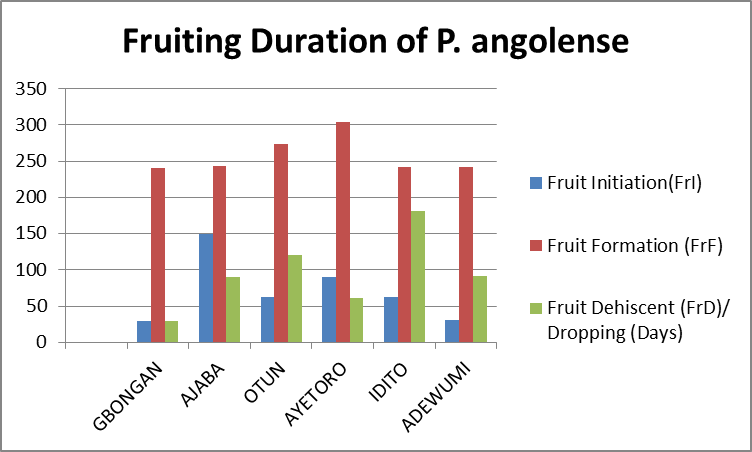 Fruiting Duration of P. angolense
350
300
250
200
150
100
50
0
GBONGAN
AJABA
OTUN
AYETORO
IDITO
ADEWUMI
Fruit Initiation(FrI)
Fruit Formation (FrF)
Fruit Dehiscent (FrD)/
Dropping (Days)